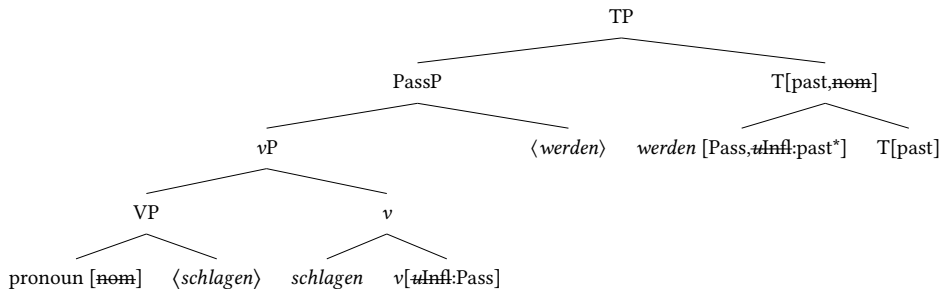 TP
PassP T[past,nom]
vP ⟨werden⟩ werden [Pass,uInfl:past*] T[past]
VP v
pronoun [nom] ⟨schlagen⟩ schlagen v[uInfl:Pass]